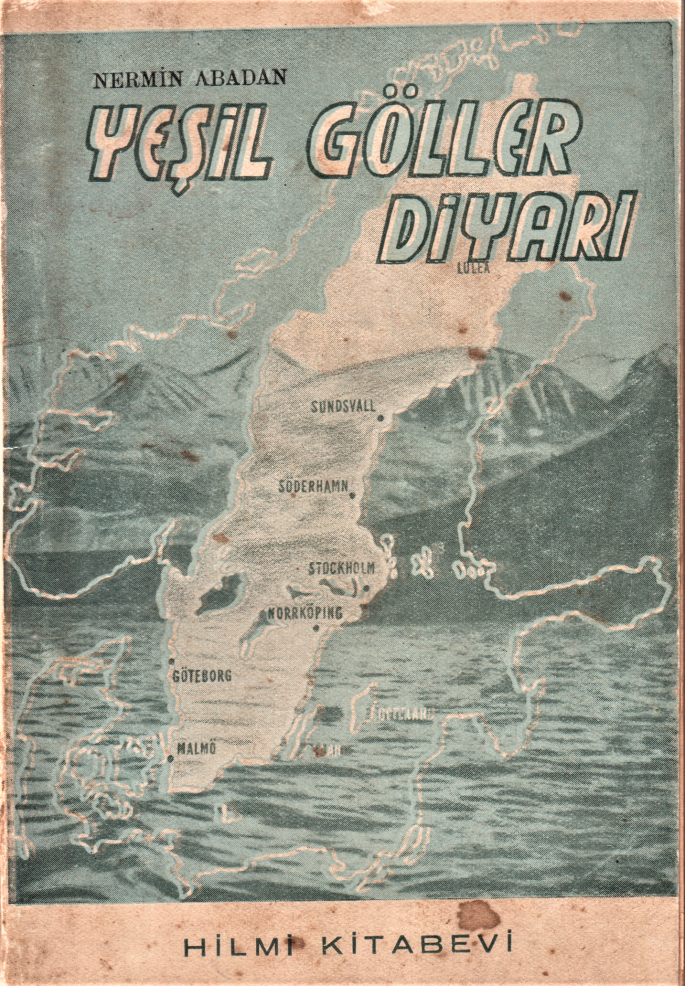 NERMİN ABADAN
YEŞİL GÖLLER
DİYARI
LULEA
SUNDSVALL
SÖDERHAMN
STOCKHOLM
NORRKÖPING
GÖTEBORG
MALMÖ
HİLMİ KİTABEVİ